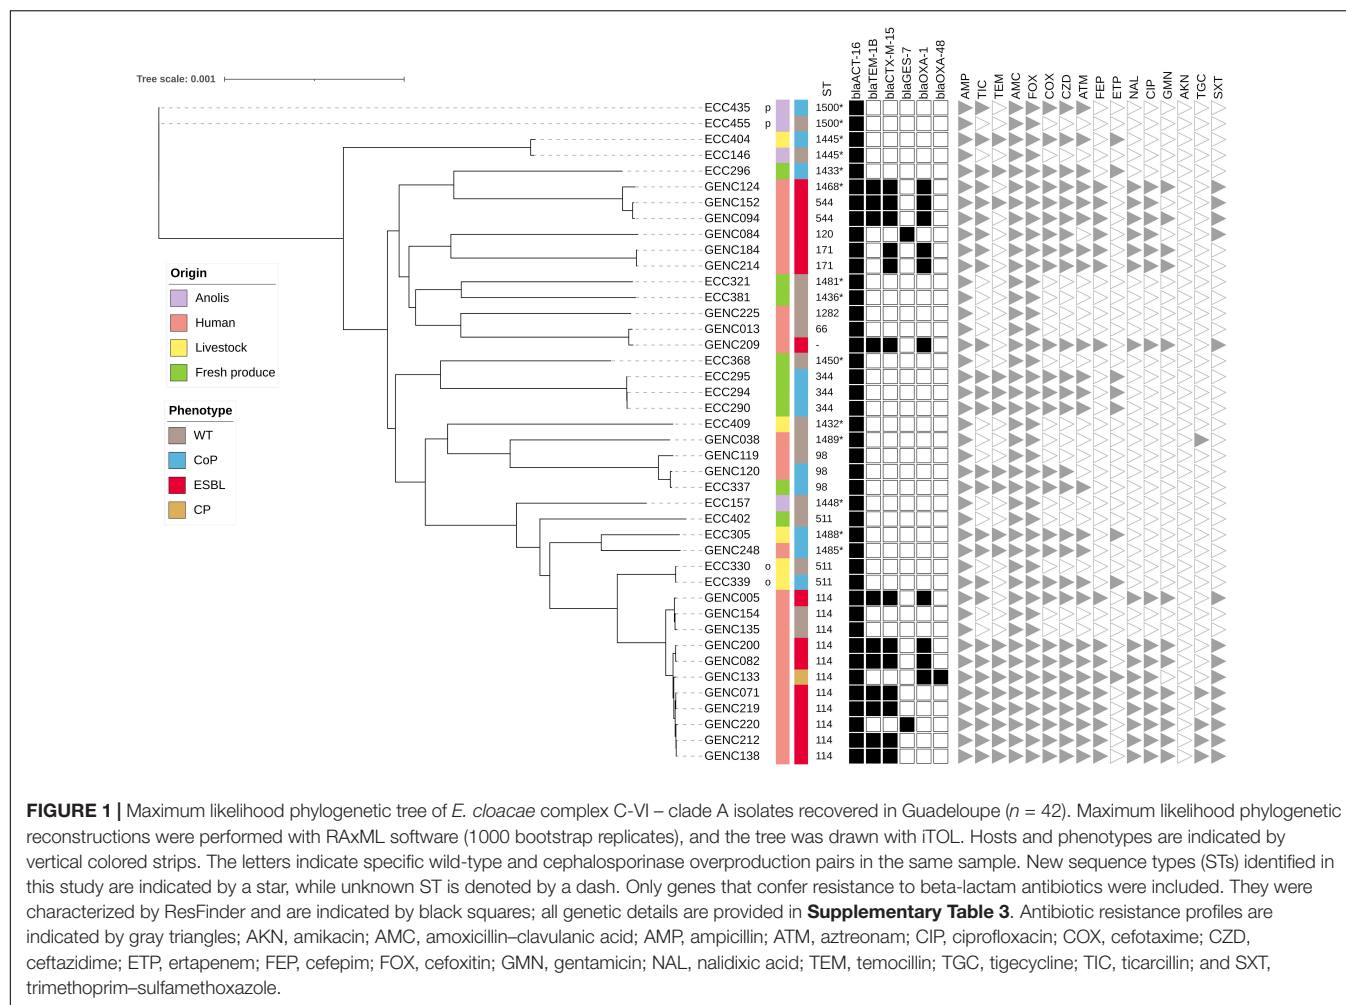 Tree scale: 0.001
ST
blaACT-16
blaTEM-1B
blaCTX-M-15
blaGES-7
blaOXA-1
blaOXA-48
AMP
TIC
TEM
AMC
FOX
COX
CZD
ATM
FEP
ETP
NAL
CIP
GMN
AKN
TGC
SXT
ECC435 p 1500*
ECC455 p 1500*
ECC404 1445*
ECC146 1445*
ECC296 1433*
GENC124 1468*
GENC152 544
GENC094 544
GENC084 120
GENC184 171
GENC214 171
ECC321 1481*
ECC381 1436*
GENC225 1282
GENC013 66
GENC209 -
ECC368 1450*
ECC295 344
ECC294 344
ECC290 344
ECC409 1432*
GENC038 1489*
GENC119 98
GENC120 98
ECC337 98
ECC157 1448*
ECC402 511
ECC305 1488*
GENC248 1485*
ECC330 o 511
ECC339 o 511
GENC005 114
GENC154 114
GENC135 114
GENC200 114
GENC082 114
GENC133 114
GENC071 114
GENC219 114
GENC220 114
GENC212 114
GENC138 114
Origin
Anolis
Human
Livestock
Fresh produce
Phenotype
WT
CoP
ESBL
CP
FIGURE 1 | Maximum likelihood phylogenetic tree of E. cloacae complex C-VI – clade A isolates recovered in Guadeloupe (n = 42). Maximum likelihood phylogenetic
reconstructions were performed with RAxML software (1000 bootstrap replicates), and the tree was drawn with iTOL. Hosts and phenotypes are indicated by
vertical colored strips. The letters indicate specific wild-type and cephalosporinase overproduction pairs in the same sample. New sequence types (STs) identified in
this study are indicated by a star, while unknown ST is denoted by a dash. Only genes that confer resistance to beta-lactam antibiotics were included. They were
characterized by ResFinder and are indicated by black squares; all genetic details are provided in Supplementary Table 3. Antibiotic resistance profiles are
indicated by gray triangles; AKN, amikacin; AMC, amoxicillin–clavulanic acid; AMP, ampicillin; ATM, aztreonam; CIP, ciprofloxacin; COX, cefotaxime; CZD,
ceftazidime; ETP, ertapenem; FEP, cefepim; FOX, cefoxitin; GMN, gentamicin; NAL, nalidixic acid; TEM, temocillin; TGC, tigecycline; TIC, ticarcillin; and SXT,
trimethoprim–sulfamethoxazole.